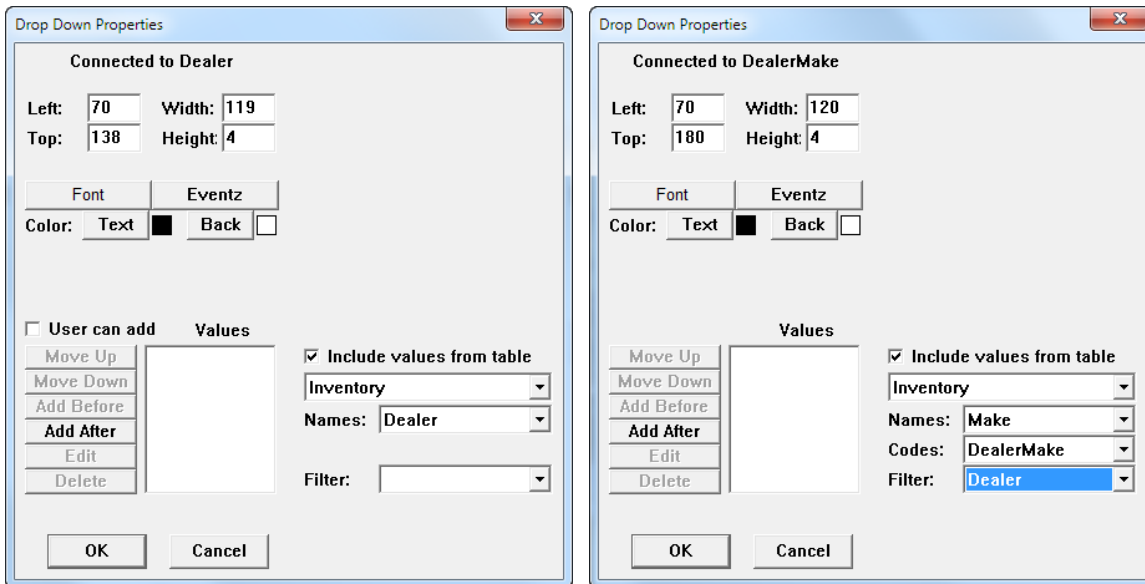 Drop Down Properties
Connected to Dealer
Left: 70 Width: 119
Top: 138 Height: 4
Font Eventz
Color: Text Back
User can add Values
Move Up
Include values from table
Move Down
Inventory
Add Before
Names: Dealer
Add After
Edit
Delete
Filter:
OK Cancel
Drop Down Properties
Connected to DealerMake
Left: 70 Width: 120
Top: 180 Height: 4
Font Eventz
Color: Text Back
Values
Move Up
Include values from table
Move Down
Inventory
Add Before
Names: Make
Add After
Codes: DealerMake
Edit
Delete
Filter: Dealer
OK Cancel